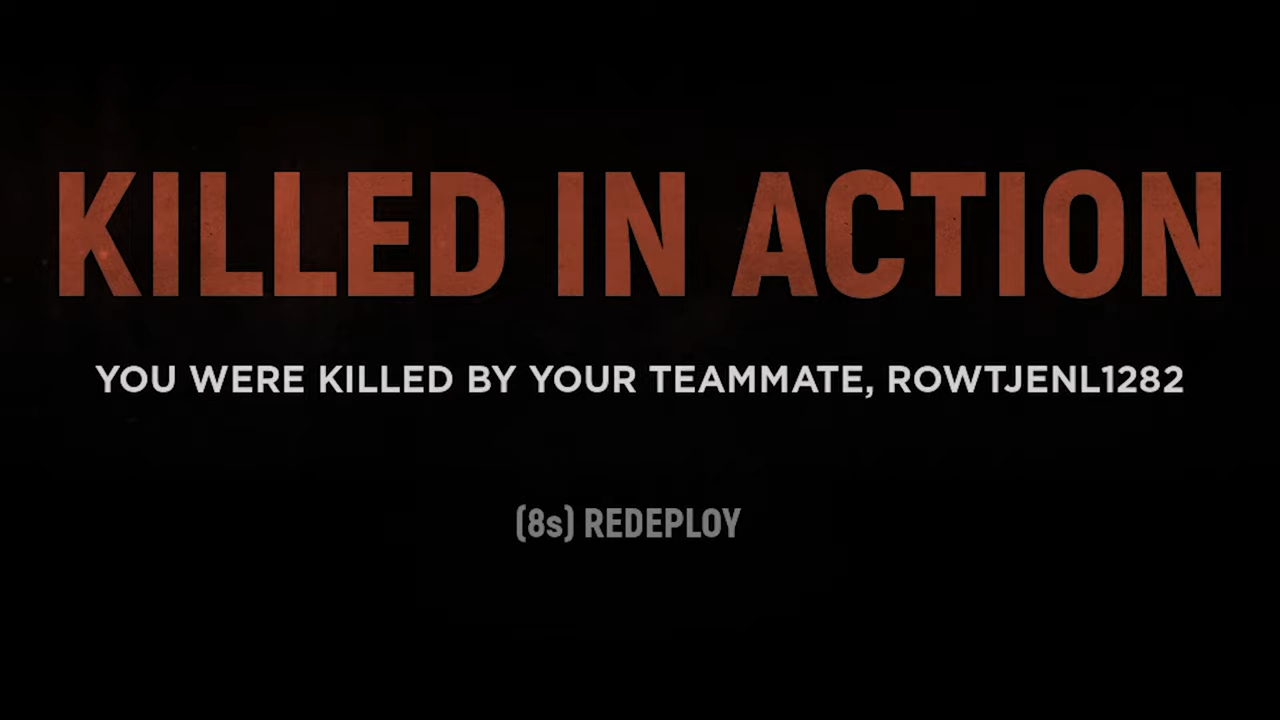 KILLED IN ACTION
YOU WERE KILLED BY YOUR TEAMMATE, ROWTJENL1282
(8s) REDEPLOY